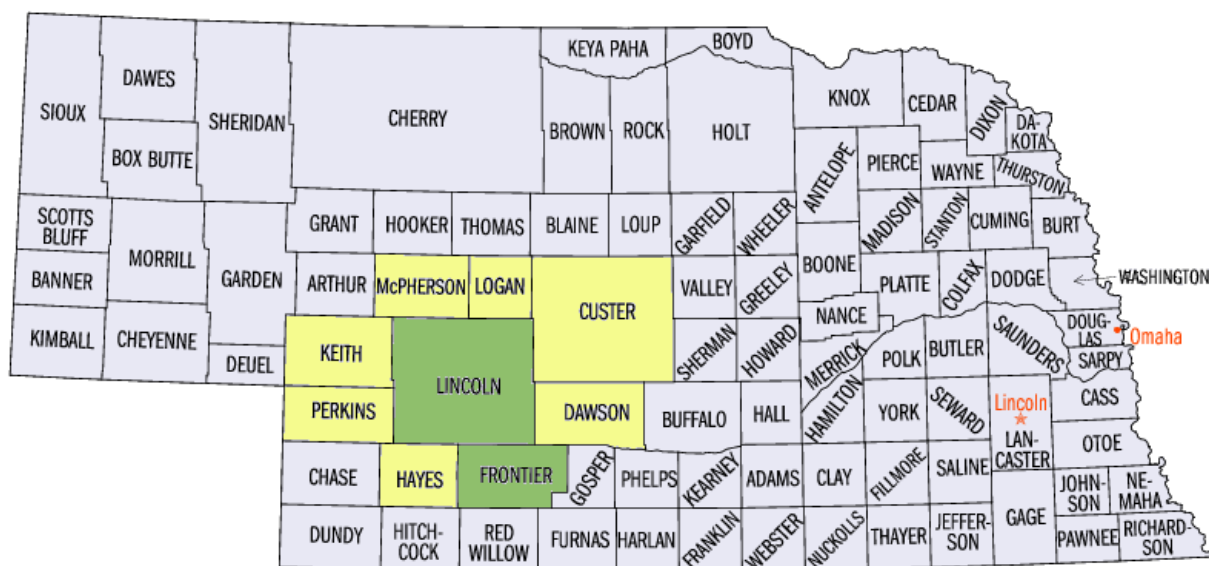 KEYA PAHA
BOYD
DAWES
SIOUX
SHERIDAN
CHERRY
BROWN
ROCK
HOLT
KNOX
CEDAR
DIXON
DA-
KOTA
BOX BUTTE
ANTELOPE
PIERCE
WAYNE
THURSTON
SCOTTS
BLUFF
MORRILL
GARDEN
GRANT
HOOKER
THOMAS
BLAINE
LOUP
GARFIELD
WHEELER
MADISON
STANTON
CUMING
BURT
BANNER
ARTHUR
McPHERSON
LOGAN
CUSTER
VALLEY
GREELEY
BOONE
PLATTE
COLFAX
DODGE
WASHINGTON
KIMBALL
CHEYENNE
DEUEL
KEITH
LINCOLN
SHERMAN
HOWARD
NANCE
MERRICK
POLK
BUTLER
SAUNDERS
DOUG-
LAS
Omaha
SARPY
PERKINS
DAWSON
BUFFALO
HALL
HAMILTON
YORK
SEWARD
Lincoln
LAN-
CASTER
CASS
OTOE
CHASE
HAYES
FRONTIER
GOSPER
PHELPS
KEARNEY
ADAMS
CLAY
FILLMORE
SALINE
JOHN-
SON
NE-
MAHA
DUNDY
HITCH-
COCK
RED
WILLOW
FURNAS
HARLAN
FRANKLIN
WEBSTER
NUCKOLLS
THAYER
JEFFER-
SON
GAGE
PAWNEE
RICHARD-
SON